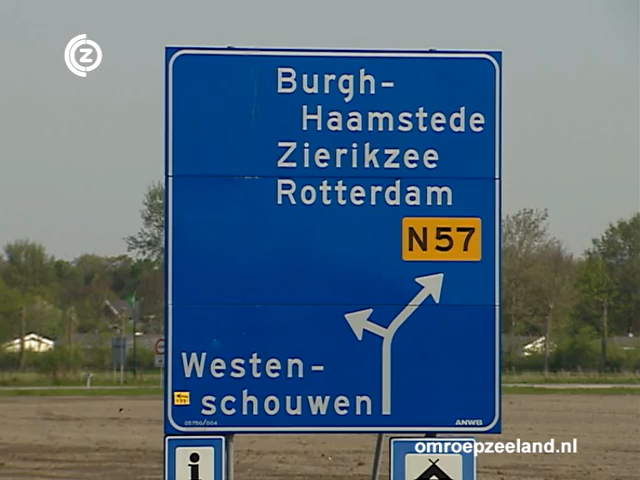 Z
Burgh-
Haamstede
Zierikzee
Rotterdam
N57
Westen-
schouwen
ANWB
omroepzeeland.nl
i